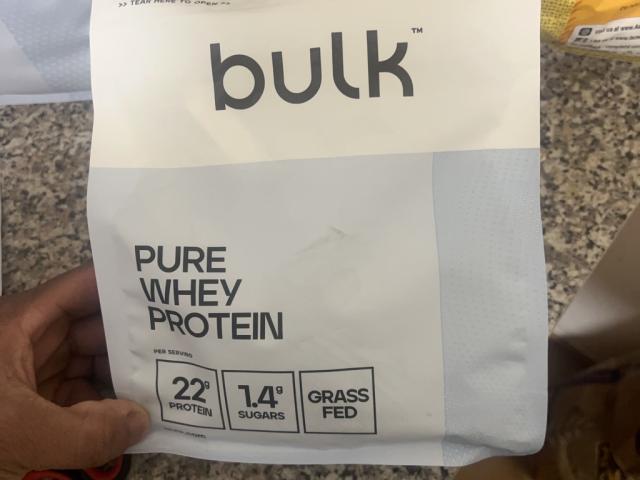 >> TEAR HERE TO OPEN >>
bulk™
PURE
WHEY
PROTEIN
PER SERVING
22g
PROTEIN
1.4g
SUGARS
GRASS
FED